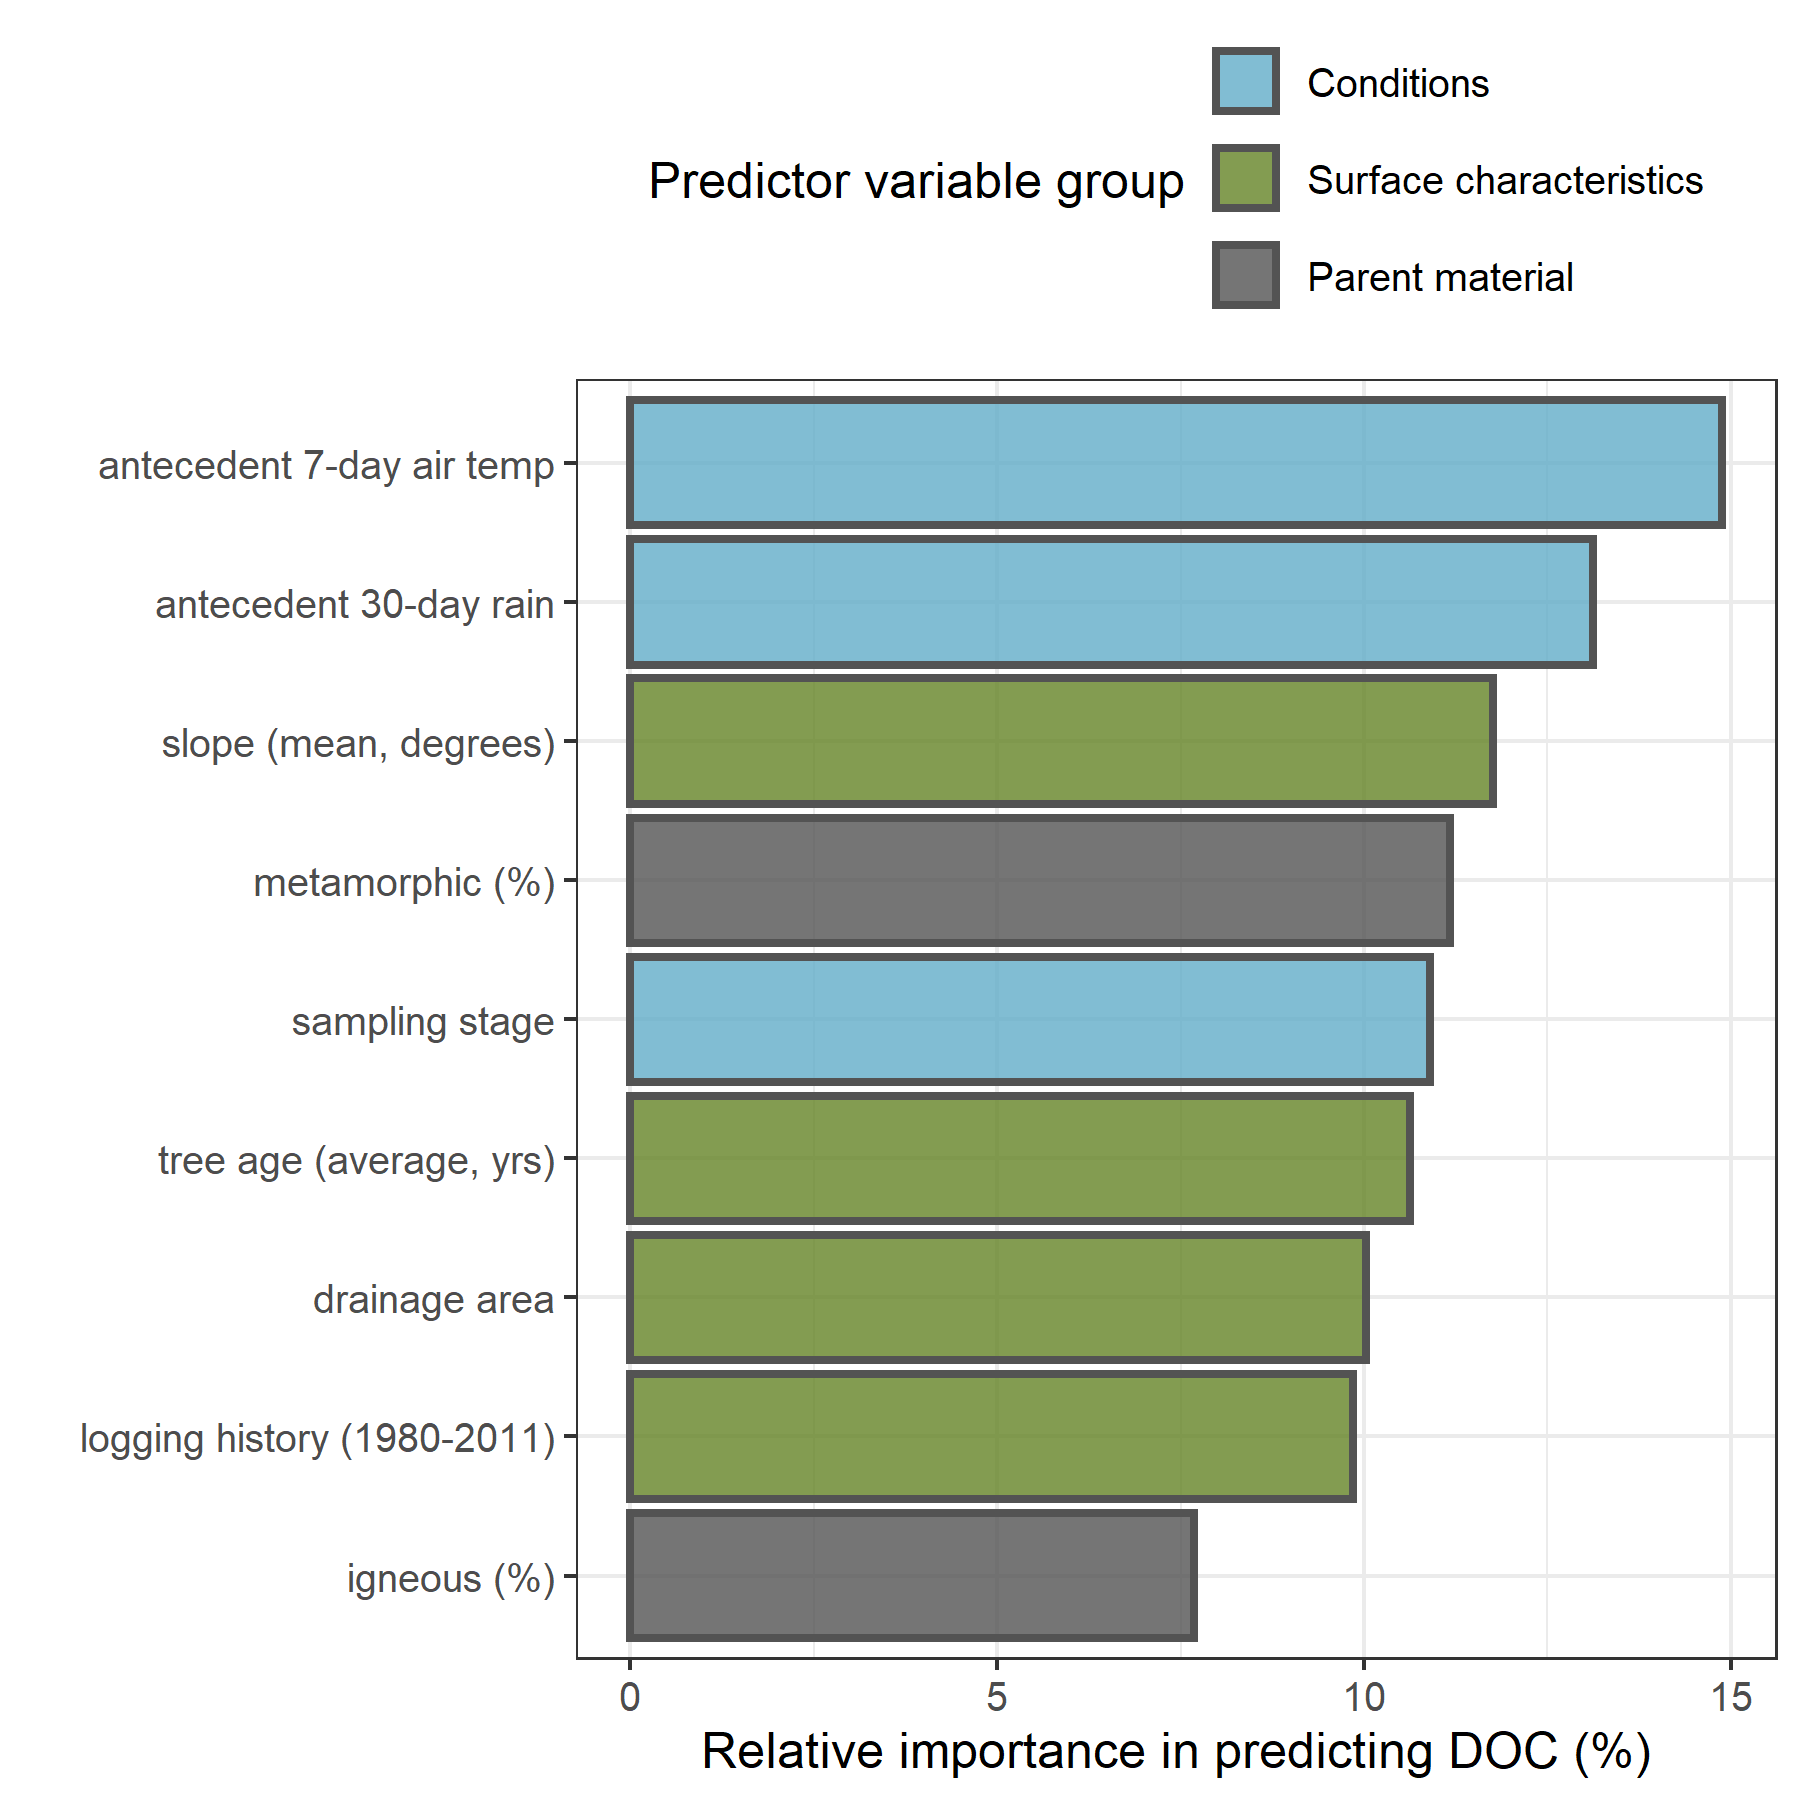 Conditions
Predictor variable group
Surface characteristics
Parent material
antecedent 7-day air temp
antecedent 30-day rain
slope (mean, degrees)
metamorphic (%)
sampling stage
tree age (average, yrs)
drainage area
logging history (1980-2011)
igneous (%)
0 5 10 15
Relative importance in predicting DOC (%)